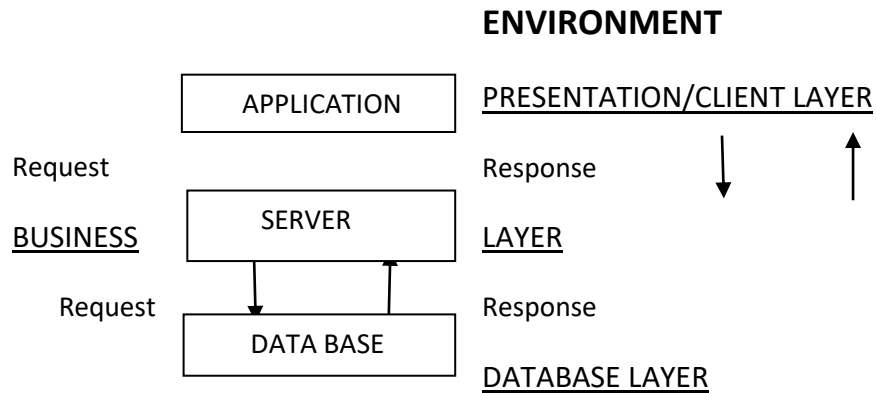 ENVIRONMENT
APPLICATION PRESENTATION/CLIENT LAYER
Request Response
BUSINESS SERVER LAYER
Request Response
DATA BASE
DATABASE LAYER